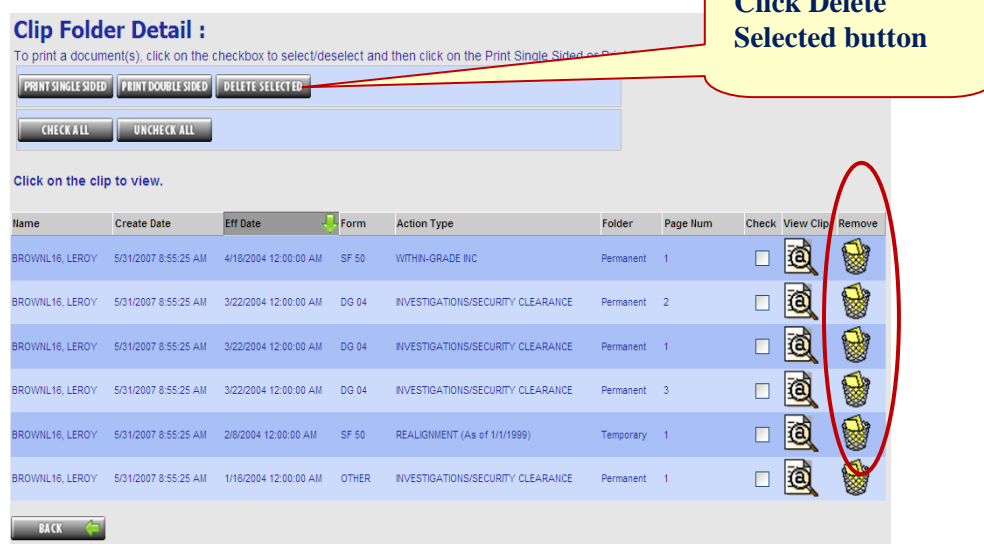 Click Delete
Selected button
Clip Folder Detail :
To print a document(s), click on the checkbox to select/deselect and then click on the Print Single Sided or
PRINT SINGLE SIDED PRINT DOUBLE SIDED DELETE SELECTED
CHECK ALL UNCHECK ALL
Click on the clip to view.
Name Create Date Eff Date Form Action Type Folder Page Num Check View Clip Remove
BROWNL16, LEROY 5/31/2007 8:55:25 AM 4/18/2004 12:00:00 AM SF 50 WITHIN-GRADE INC Permanent 1
BROWNL16, LEROY 5/31/2007 8:55:25 AM 3/22/2004 12:00:00 AM DG 04 INVESTIGATIONS/SECURITY CLEARANCE Permanent 2
BROWNL16, LEROY 5/31/2007 8:55:25 AM 3/22/2004 12:00:00 AM DG 04 INVESTIGATIONS/SECURITY CLEARANCE Permanent 1
BROWNL16, LEROY 5/31/2007 8:55:25 AM 3/22/2004 12:00:00 AM DG 04 INVESTIGATIONS/SECURITY CLEARANCE Permanent 3
BROWNL16, LEROY 5/31/2007 8:55:25 AM 2/8/2004 12:00:00 AM SF 50 REALIGNMENT (As of 1/1/1999) Temporary 1
BROWNL16, LEROY 5/31/2007 8:55:25 AM 1/16/2004 12:00:00 AM OTHER INVESTIGATIONS/SECURITY CLEARANCE Permanent 1
BACK